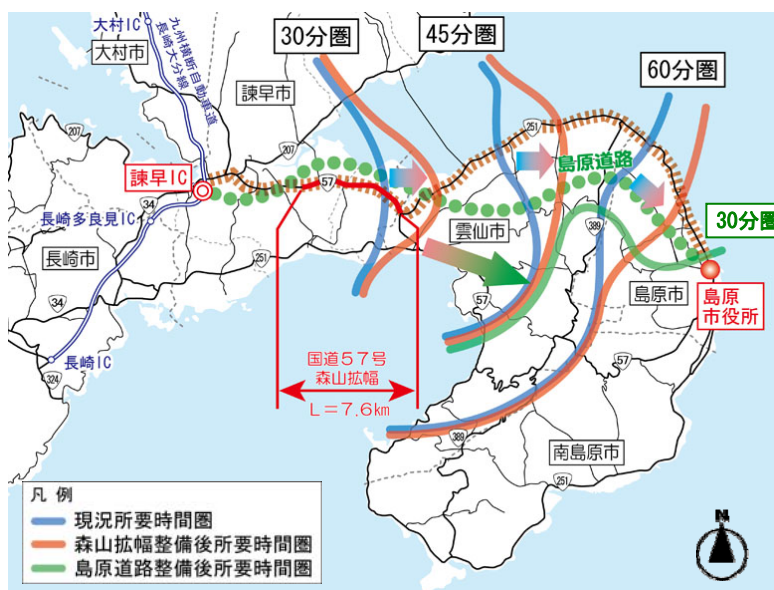 大村IC
大村市
九州横断自動車道
長崎大分線
30分圏
45分圏
60分圏
諫早市
207
207
251
諫早IC
57
島原道路
34
長崎多良見IC
雲仙市
389
30分圏
長崎市
251
57
島原市
島原
市役所
34
長崎IC
324
国道57号
森山拡幅
L=7.6km
57
389
南島原市
251
凡 例
現況所要時間圏
森山拡幅整備後所要時間圏
島原道路整備後所要時間圏
N